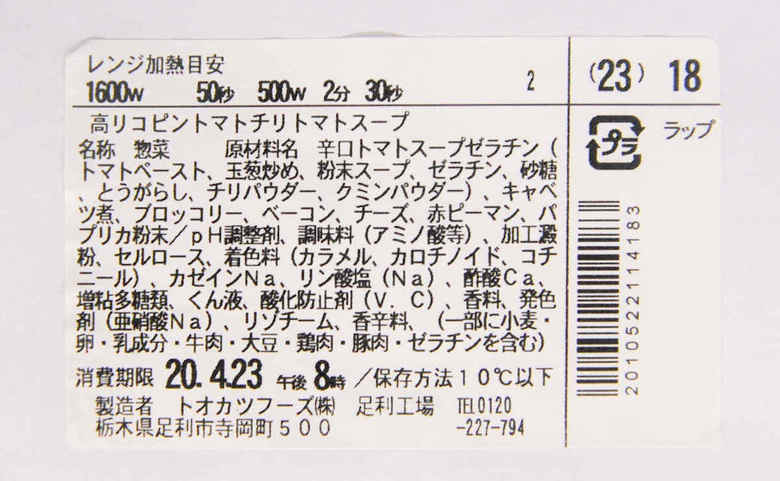 レンジ加熱目安
1600W 50秒 500W 2分 30秒 2
(23) 18
高リコピントマトチリトマトスープ
名称 惣菜 原材料名 辛口トマトスープゼラチン(
トマトペースト、玉葱炒め、粉末スープ、ゼラチン、砂糖
、とうがらし、チリパウダー、クミンパウダー)、キャベ
ツ煮、ブロッコリー、ベーコン、チーズ、赤ピーマン、パ
プリカ粉末/pH調整剤、調味料(アミノ酸等)、加工澱
粉、セルロース、着色料(カラメル、カロチノイド、コチ
ニール)、カゼインNa、リン酸塩(Na)、酢酸Ca、
増粘多糖類、くん液、酸化防止剤(V.C)、香料、発色
剤(亜硝酸Na)、リゾチーム、香辛料、(一部に小麦・
卵・乳成分・牛肉・大豆・鶏肉・豚肉・ゼラチンを含む)
消費期限 20.4.23 午後 8時 /保存方法10℃以下
製造者 トオカツフーズ(株) 足利工場 TEL0120
栃木県足利市寺岡町500 -227-794
プラ ラップ
2010522114183